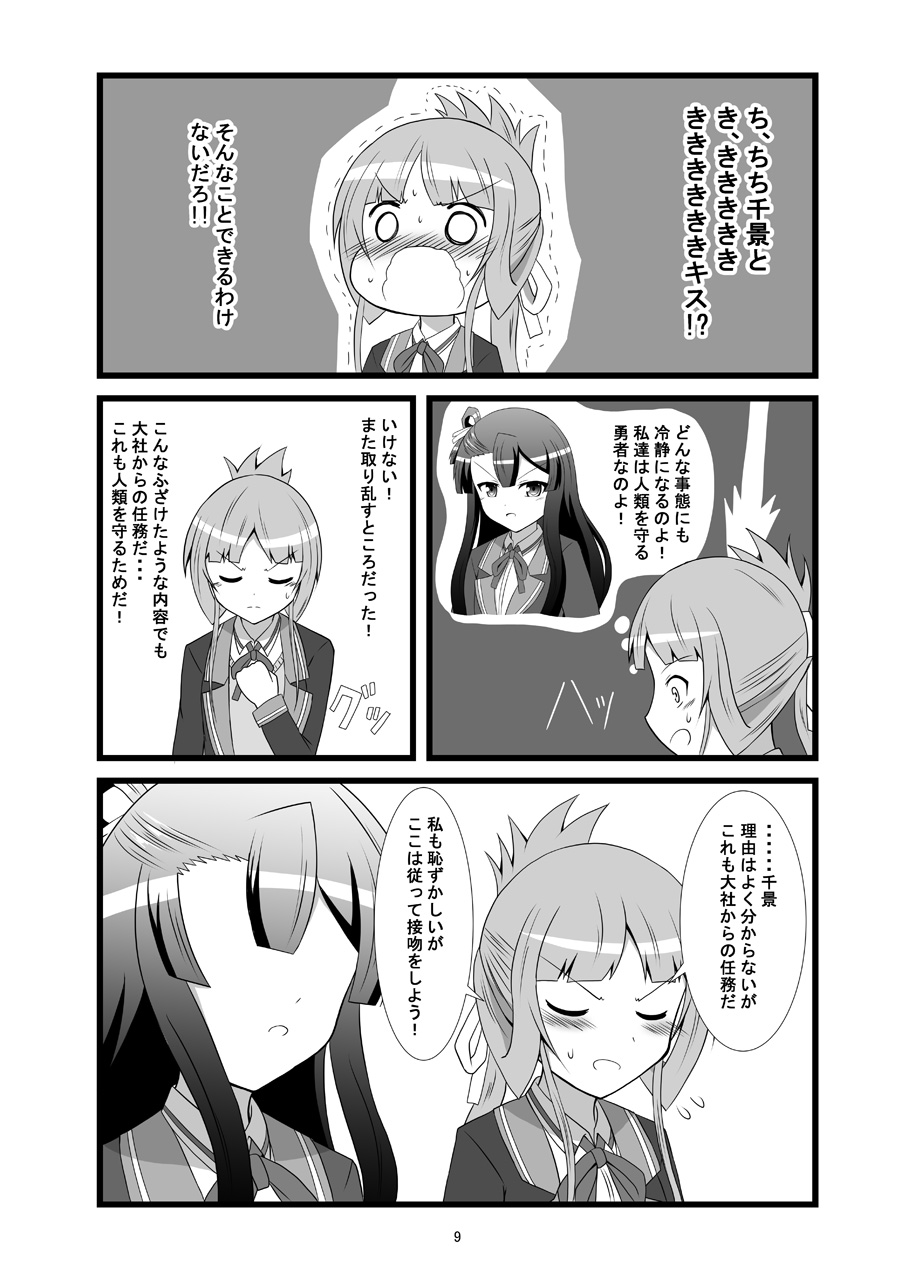 ち、ちち千景と
き、ききききき
ききききききキス!?
そんなことできるわけ
ないだろ!!
どんな事態にも
冷静になるのよ！
私達は人類を守る
勇者なのよ！
ハッ
いけない！
また取り乱すところだった！
こんなふざけたような内容でも
大社からの任務だ・・・
これも人類を守るためだ！
グッ
・・・・・千景
理由はよく分からないが
これも大社からの任務だ
私も恥ずかしいが
ここは従って接吻をしよう！
9